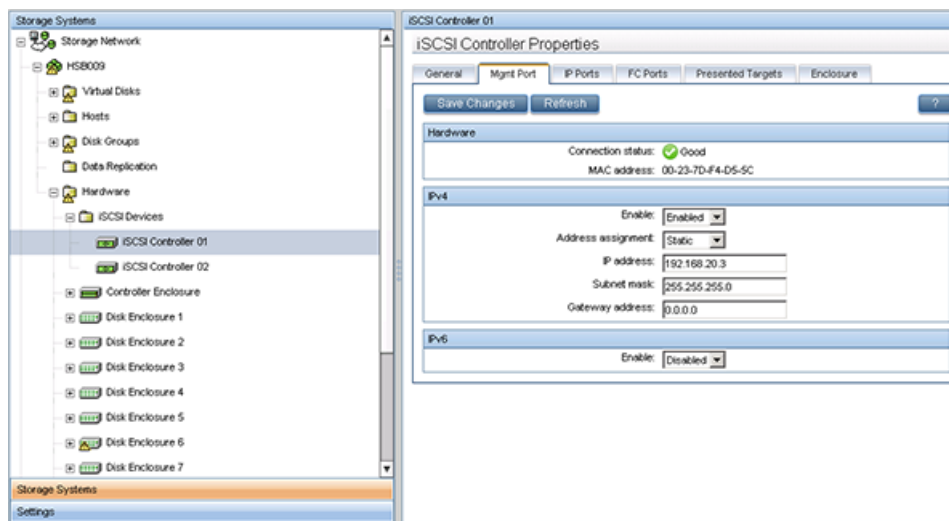 Storage Systems
Storage Network
HSB009
Virtual Disks
Hosts
Disk Groups
Data Replication
Hardware
iSCSI Devices
iSCSI Controller 01
iSCSI Controller 02
Controller Enclosure
Disk Enclosure 1
Disk Enclosure 2
Disk Enclosure 3
Disk Enclosure 4
Disk Enclosure 5
Disk Enclosure 6
Disk Enclosure 7
Storage Systems
Settings
iSCSI Controller 01
iSCSI Controller Properties
General Mgmt Port IP Ports FC Ports Presented Targets Enclosure
Save Changes Refresh ?
Hardware
Connection status: Good
MAC address: 00-23-7D-F4-D5-5C
IPv4
Enable: Enabled
Address assignment: Static
IP address: 192.168.20.3
Subnet mask: 255.255.255.0
Gateway address: 0.0.0.0
IPv6
Enable: Disabled